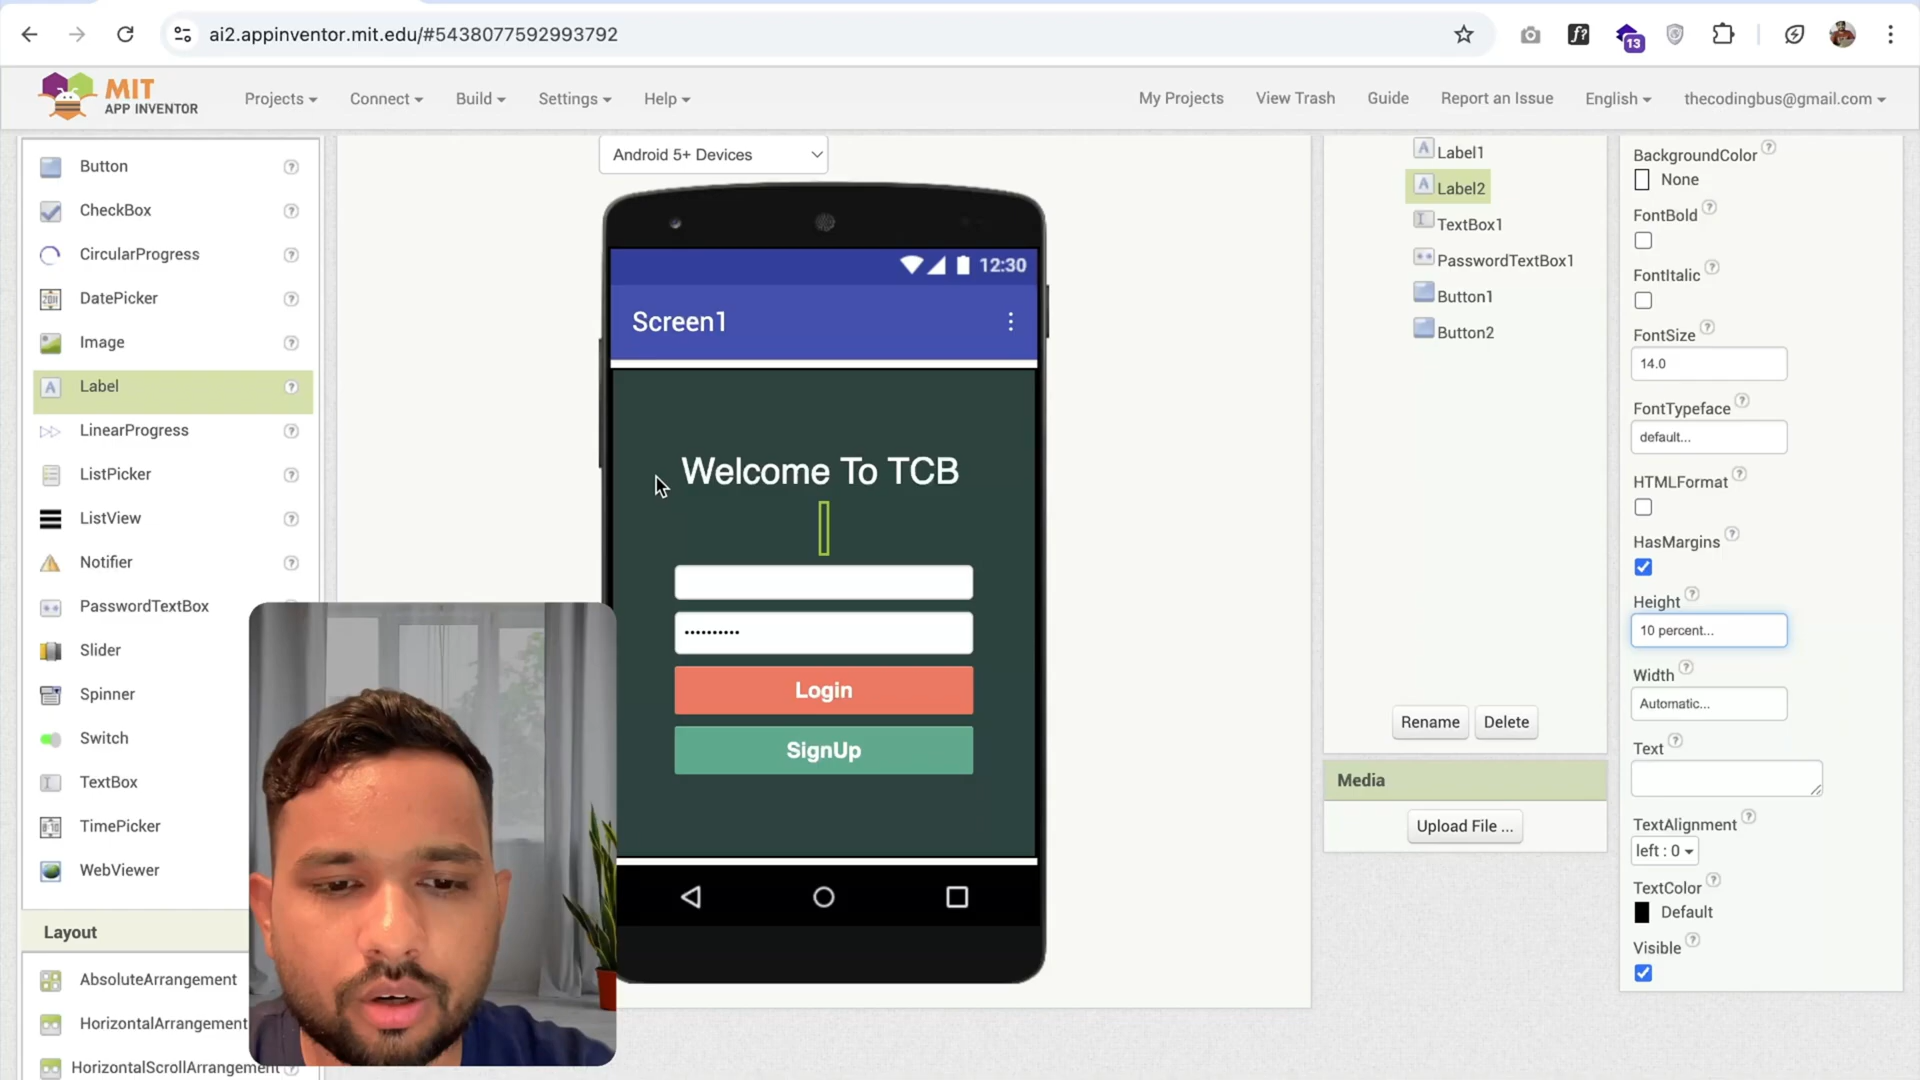 ai2.appinventor.mit.edu/#5438077592993792
13
MIT
APP INVENTOR
Projects
Connect
Build
Settings
Help
My Projects
View Trash
Guide
Report an Issue
English
thecodingbus@gmail.com
Button
CheckBox
CircularProgress
DatePicker
Image
Label
LinearProgress
ListPicker
ListView
Notifier
PasswordTextBox
Slider
Spinner
Switch
TextBox
TimePicker
WebViewer
Layout
AbsoluteArrangement
HorizontalArrangement
HorizontalScrollArrangement
Android 5+ Devices
12:30
Screen1
Welcome To TCB
••••••••••
Login
SignUp
Label1
Label2
TextBox1
PasswordTextBox1
Button1
Button2
Rename
Delete
Media
Upload File ...
BackgroundColor
None
FontBold
FontItalic
FontSize
14.0
FontTypeface
default...
HTMLFormat
HasMargins
Height
10 percent...
Width
Automatic...
Text
TextAlignment
left : 0
TextColor
Default
Visible